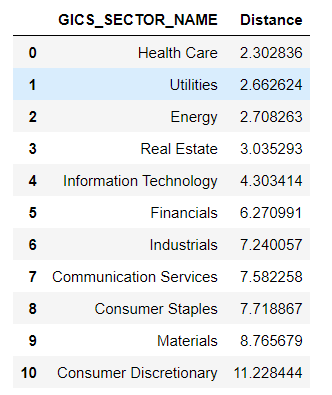 GICS_SECTOR_NAME Distance
0 Health Care 2.302836
1 Utilities 2.662624
2 Energy 2.708263
3 Real Estate 3.035293
4 Information Technology 4.303414
5 Financials 6.270991
6 Industrials 7.240057
7 Communication Services 7.582258
8 Consumer Staples 7.718867
9 Materials 8.765679
10 Consumer Discretionary 11.228444